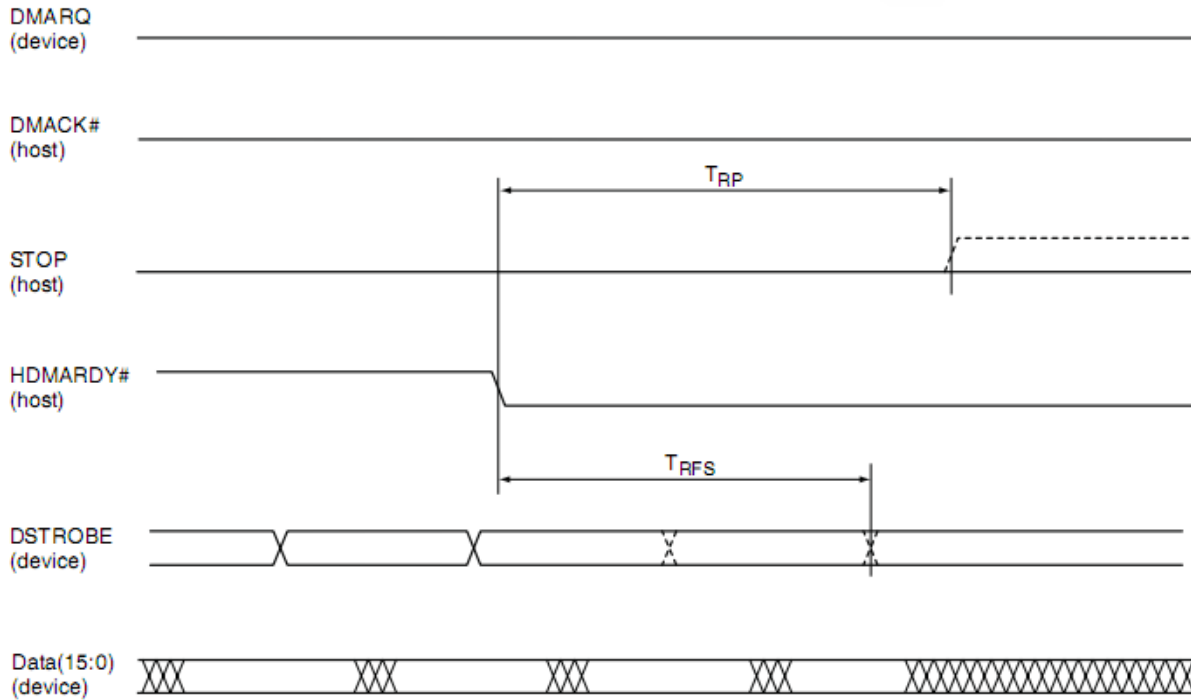 DMARQ
(device)
DMACK#
(host)
TRP
STOP
(host)
HDMARDY#
(host)
TRFS
DSTROBE
(device)
Data(15:0)
(device)